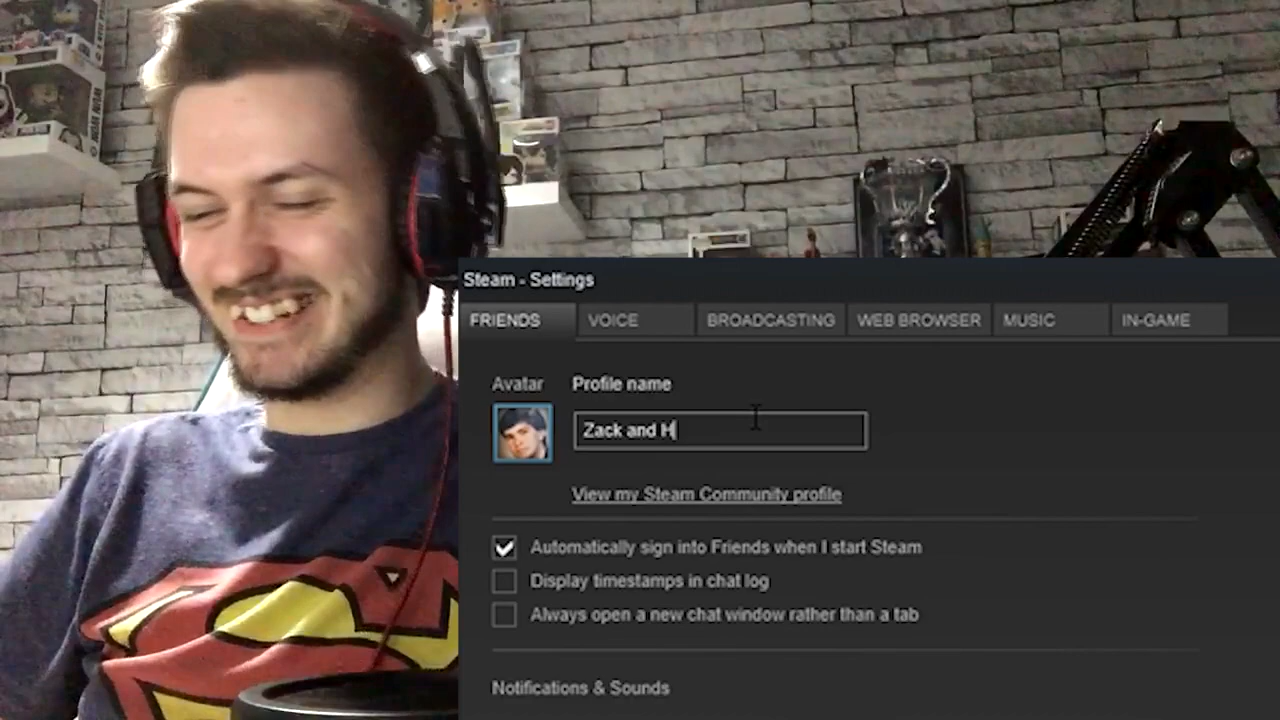 Steam - Settings
FRIENDS VOICE BROADCASTING WEB BROWSER MUSIC IN-GAME
Avatar Profile name
Zack and H
View my Steam Community profile
Automatically sign into Friends when I start Steam
Display timestamps in chat log
Always open a new chat window rather than a tab
Notifications & Sounds